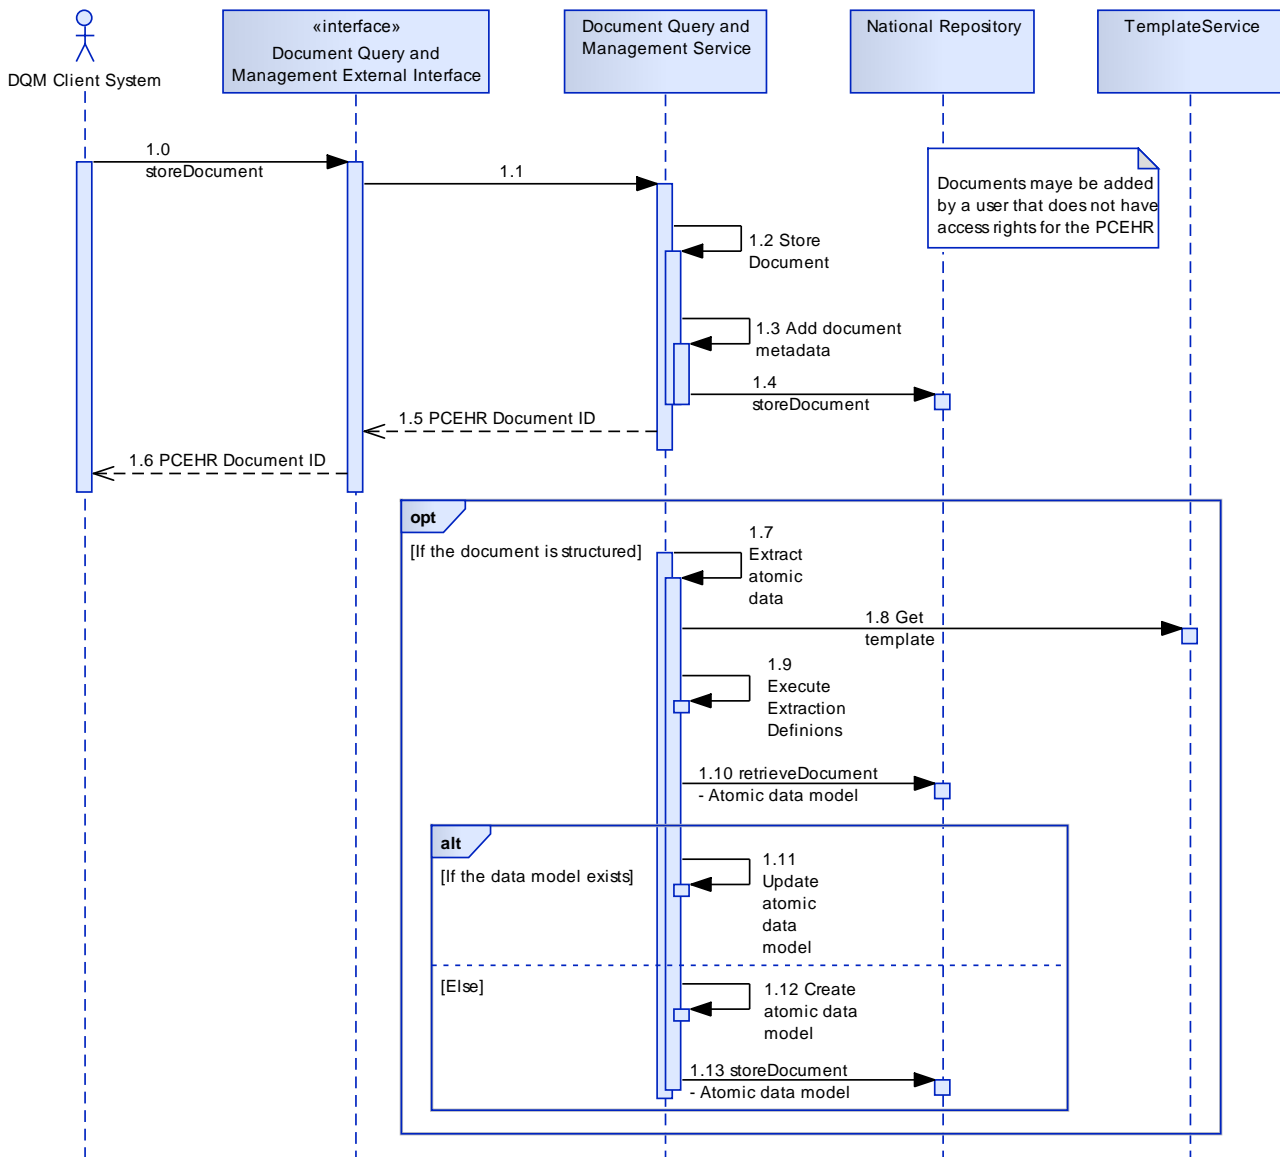 DQM Client System
«interface»
Document Query and
Management External Interface
Document Query and
Management Service
National Repository
TemplateService
1.0
storeDocument
1.1
Documents maye be added
by a user that does not have
access rights for the PCEHR
1.2 Store
Document
1.3 Add document
metadata
1.4
storeDocument
1.5 PCEHR Document ID
1.6 PCEHR Document ID
opt
[If the document is structured]
1.7
Extract
atomic
data
1.8 Get
template
1.9
Execute
Extraction
Definions
1.10 retrieveDocument
- Atomic data model
alt
[If the data model exists]
1.11
Update
atomic
data
model
[Else]
1.12 Create
atomic data
model
1.13 storeDocument
- Atomic data model